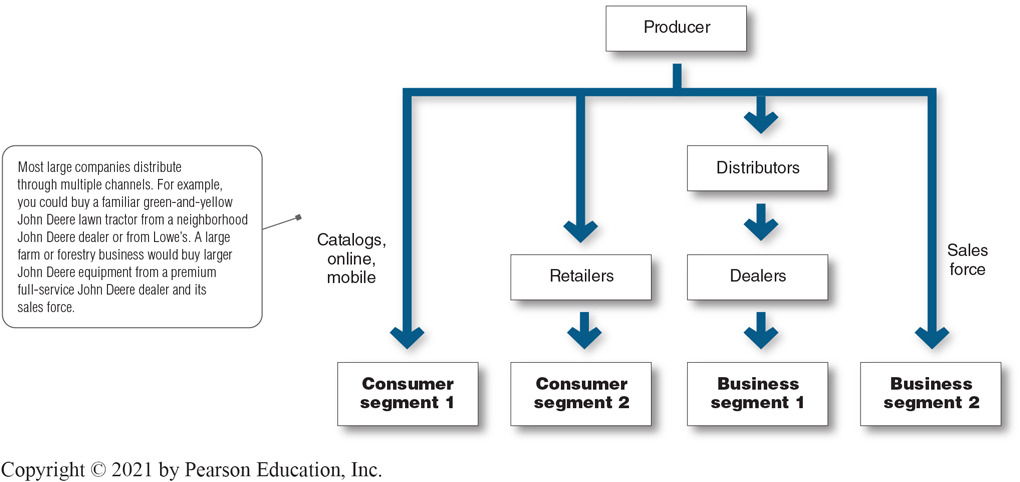 Producer
Most large companies distribute
through multiple channels. For example,
you could buy a familiar green-and-yellow
John Deere lawn tractor from a neighborhood
John Deere dealer or from Lowe's. A large
farm or forestry business would buy larger
John Deere equipment from a premium
full-service John Deere dealer and its
sales force.
Catalogs,
online,
mobile
Retailers
Distributors
Dealers
Sales
force
Consumer
segment 1
Consumer
segment 2
Business
segment 1
Business
segment 2
Copyright © 2021 by Pearson Education, Inc.